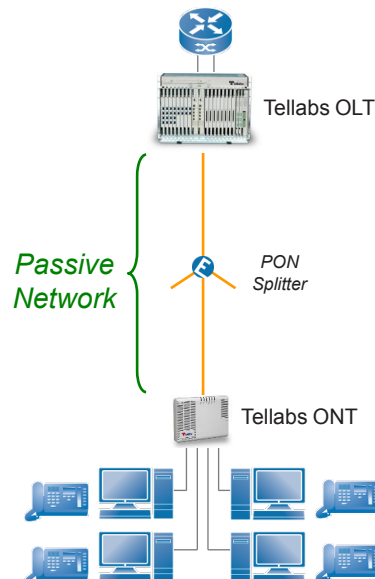 Tellabs OLT
Passive
Network
PON
Splitter
Tellabs ONT